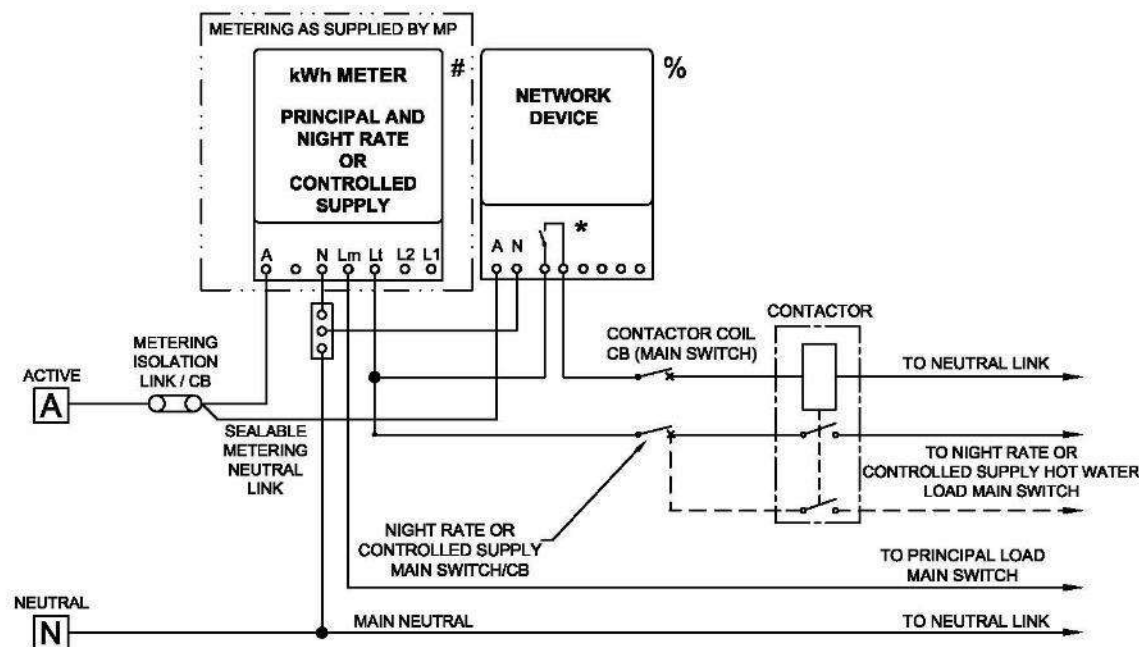 METERING AS SUPPLIED BY MP
kWh METER
PRINCIPAL AND
NIGHT RATE
OR
CONTROLLED
SUPPLY
#
NETWORK
DEVICE
%
*
A N Lm Lt L2 L1
A N
METERING
ISOLATION
LINK / CB
ACTIVE
A
SEALABLE
METERING
NEUTRAL
LINK
CONTACTOR COIL
CB (MAIN SWITCH)
CONTACTOR
TO NEUTRAL LINK
TO NIGHT RATE OR
CONTROLLED SUPPLY HOT WATER
LOAD MAIN SWITCH
NIGHT RATE OR
CONTROLLED SUPPLY
MAIN SWITCH/CB
TO PRINCIPAL LOAD
MAIN SWITCH
NEUTRAL
N
MAIN NEUTRAL
TO NEUTRAL LINK